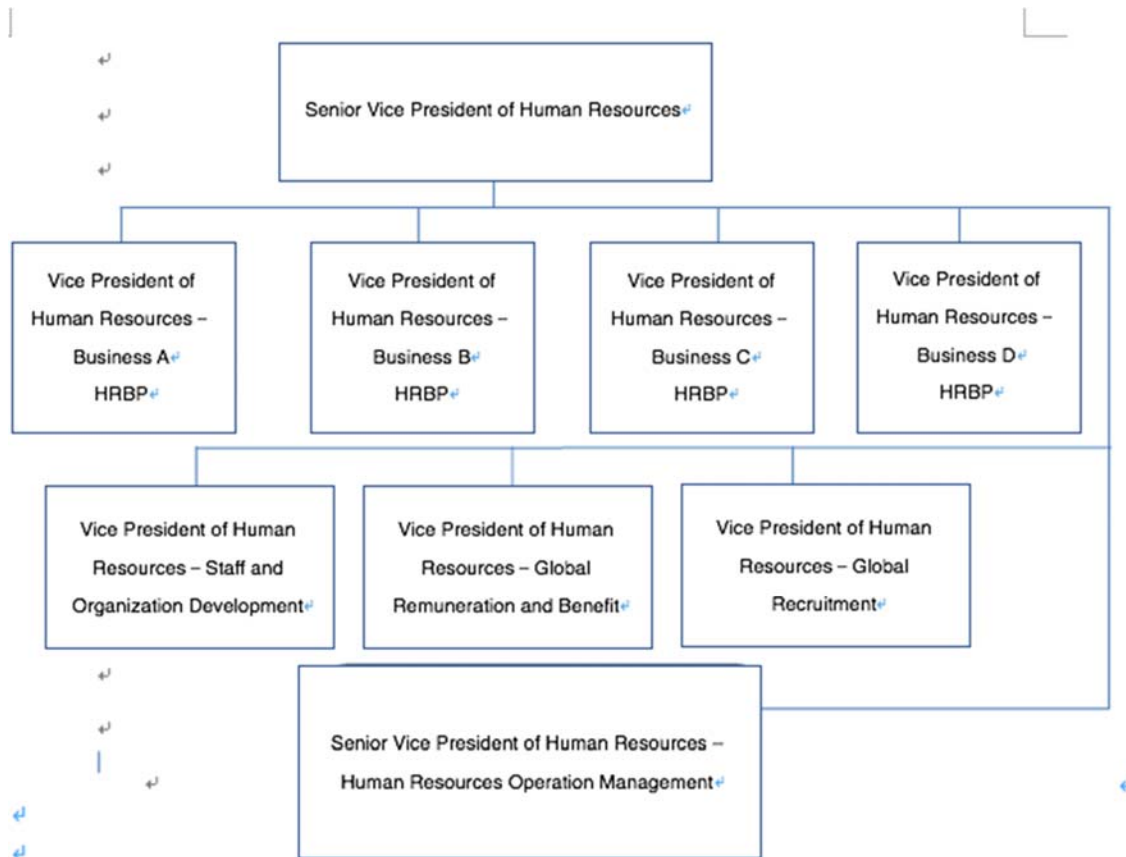 Senior Vice President of Human Resources
Vice President of
Human Resources –
Business A
HRBP
Vice President of
Human Resources –
Business B
HRBP
Vice President of
Human Resources –
Business C
HRBP
Vice President of
Human Resources –
Business D
HRBP
Vice President of Human
Resources – Staff and
Organization Development
Vice President of Human
Resources – Global
Remuneration and Benefit
Vice President of Human
Resources – Global
Recruitment
Senior Vice President of Human Resources –
Human Resources Operation Management